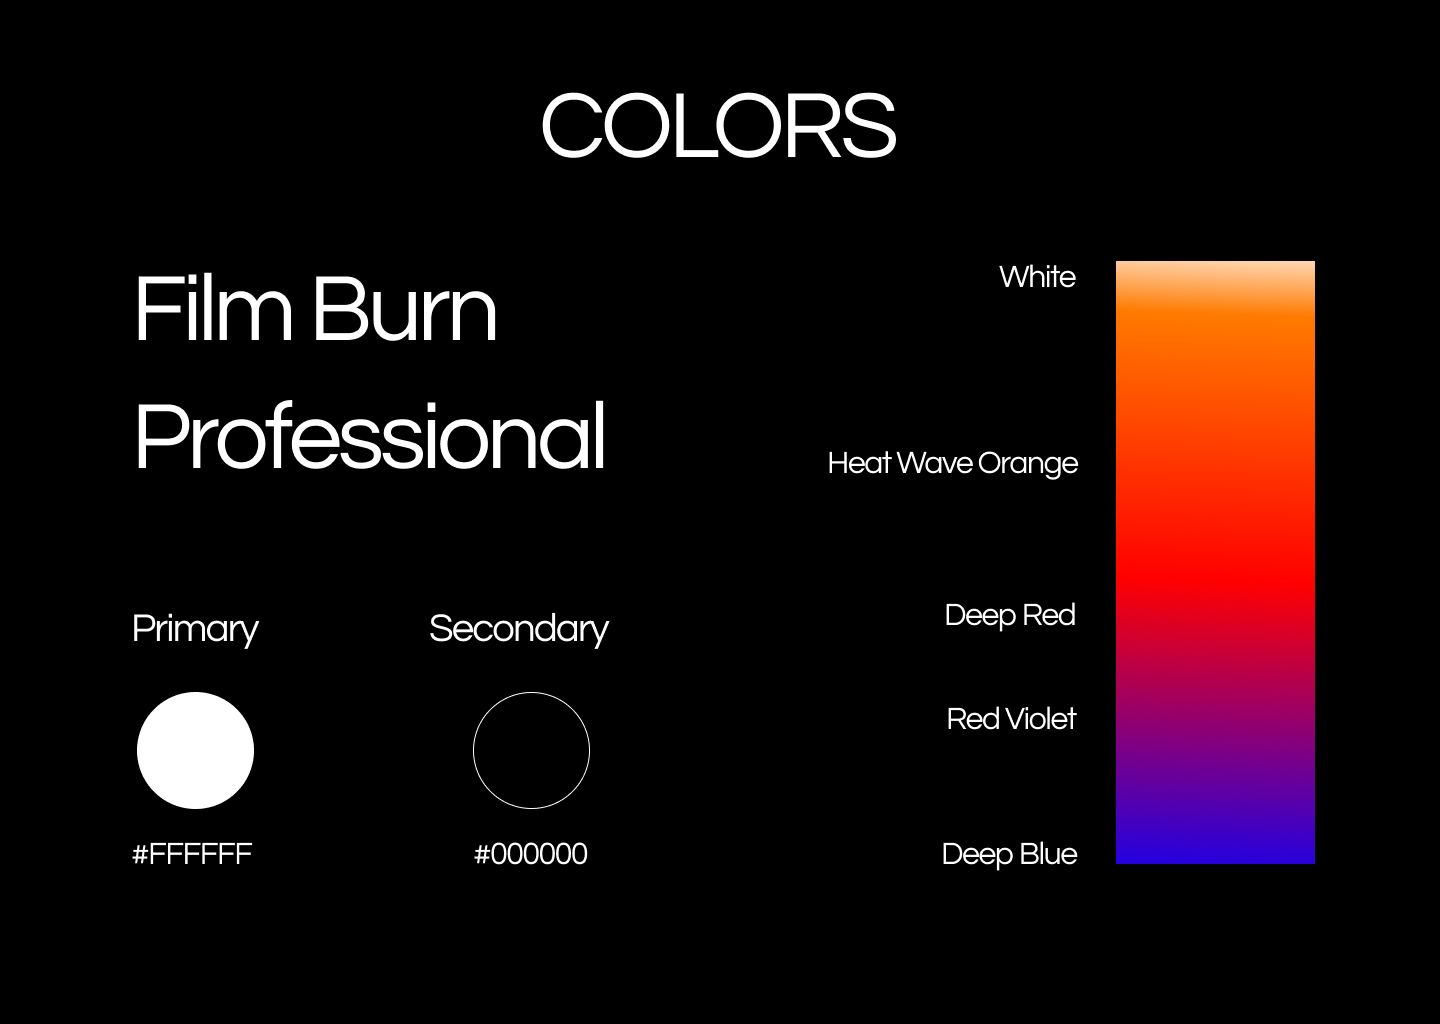 COLORS
Film Burn
Professional
Primary
Secondary
#FFFFFF
#000000
White
Heat Wave Orange
Deep Red
Red Violet
Deep Blue